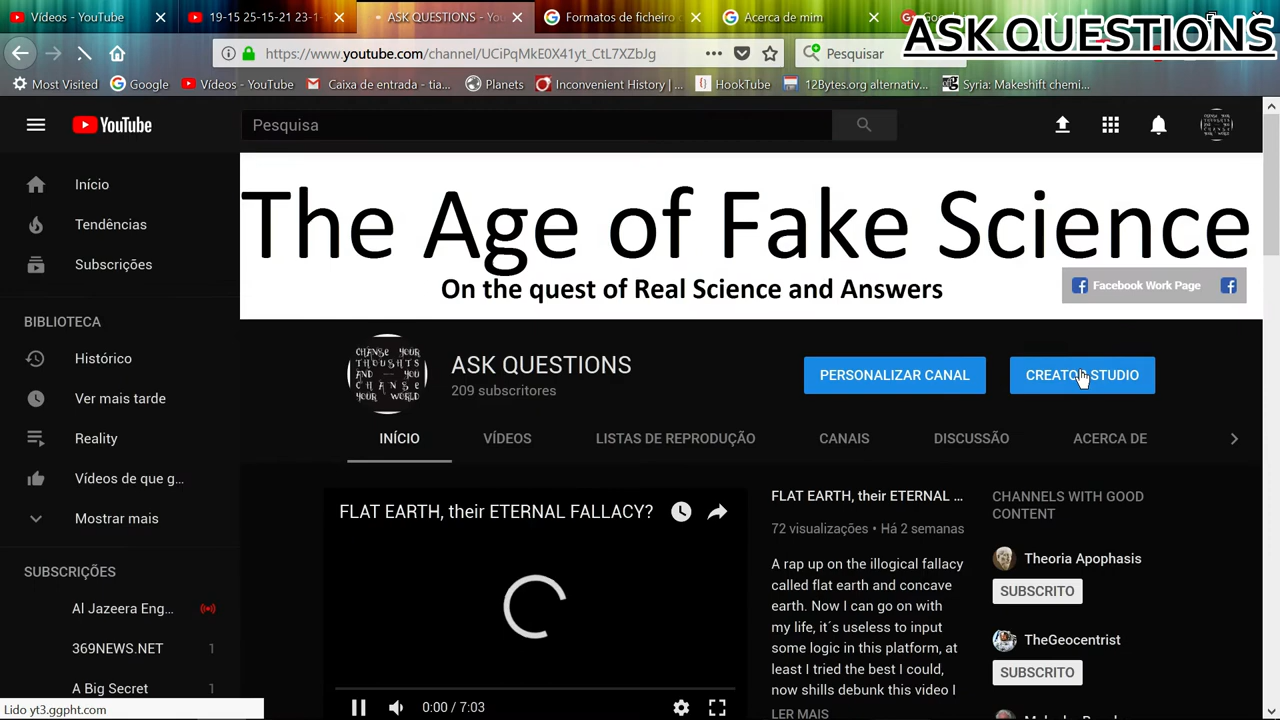 Vídeos - YouTube
19-15 25-15-21 23-1-
ASK QUESTIONS - You
Formatos de ficheiro c
Acerca de mim
ASK QUESTIONS
https://www.youtube.com/channel/UCiPqMkE0X41yt_CtL7XZbJg
Pesquisar
Most Visited
Google
Vídeos - YouTube
Caixa de entrada - tia...
Planets
Inconvenient History | ...
HookTube
12Bytes.org alternativ...
Syria: Makeshift chemi...
YouTube
Pesquisa
Início
Tendências
Subscrições
BIBLIOTECA
Histórico
Ver mais tarde
Reality
Vídeos de que g...
Mostrar mais
SUBSCRIÇÕES
Al Jazeera Eng...
369NEWS.NET 1
A Big Secret 1
The Age of Fake Science
On the quest of Real Science and Answers
Facebook Work Page
CHANGE YOUR
THOUGHTS
AND YOU
CHANGE
YOUR WORLD
ASK QUESTIONS
209 subscritores
PERSONALIZAR CANAL
CREATOR STUDIO
INÍCIO
VÍDEOS
LISTAS DE REPRODUÇÃO
CANAIS
DISCUSSÃO
ACERCA DE
FLAT EARTH, their ETERNAL FALLACY?
0:00 / 7:03
FLAT EARTH, their ETERNAL ...
72 visualizações • Há 2 semanas
A rap up on the illogical fallacy
called flat earth and concave
earth. Now I can go on with
my life, it´s useless to input
some logic in this platform, at
least I tried the best I could,
now shills debunk this video I
LER MAIS
CHANNELS WITH GOOD
CONTENT
Theoria Apophasis
SUBSCRITO
TheGeocentrist
SUBSCRITO
Lido yt3.ggpht.com